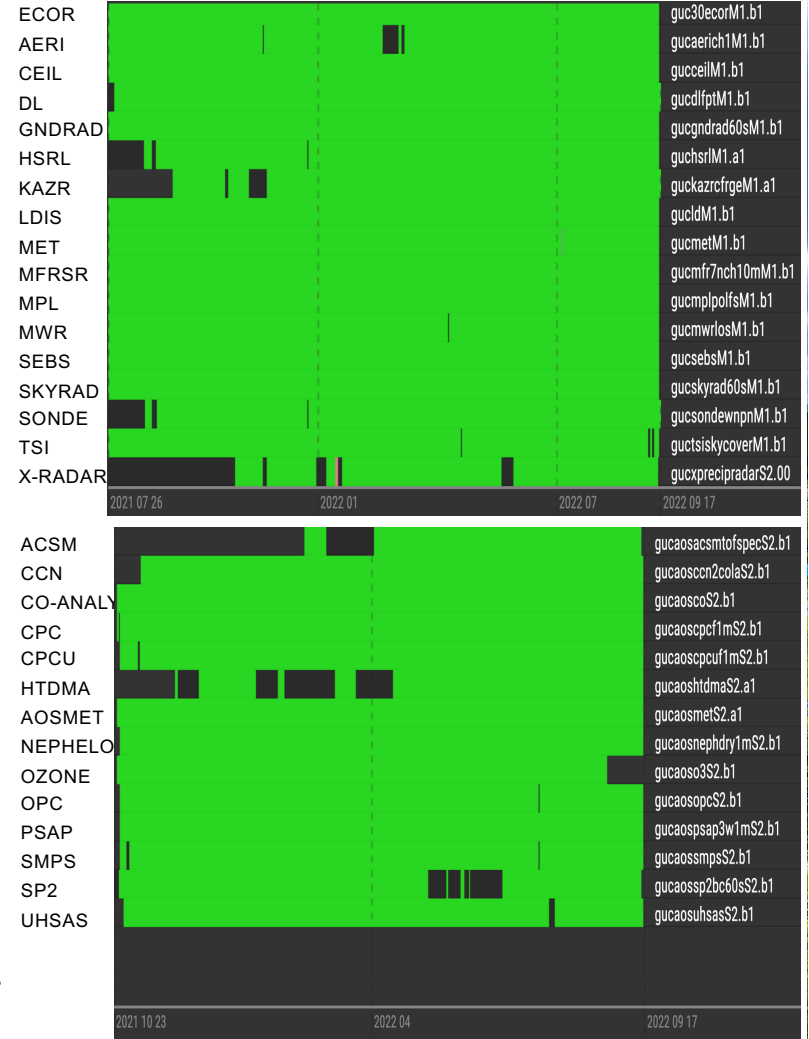 ECOR guc30ecorM1.b1
AERI gucaerich1M1.b1
CEIL gucceilM1.b1
DL gucdlfptM1.b1
GNDRAD gucgndrad60sM1.b1
HSRL guchsrlM1.a1
KAZR guckazrcfrgeM1.a1
LDIS gucldM1.b1
MET gucmetM1.b1
MFRSR gucmfr7nch10mM1.b1
MPL gucmplpolfsM1.b1
MWR gucmwrlosM1.b1
SEBS gucsebsM1.b1
SKYRAD gucskyrad60sM1.b1
SONDE gucsondewnpnM1.b1
TSI guctsiskycoverM1.b1
X-RADAR gucxprecipradarS2.00
2021 07 26 2022 01 2022 07 2022 09 17
ACSM gucaosacsmtofspecS2.b1
CCN gucaosccn2colaS2.b1
CO-ANALY gucaoscoS2.b1
CPC gucaoscpcf1mS2.b1
CPCU gucaoscpcuf1mS2.b1
HTDMA gucaoshtdmaS2.a1
AOSMET gucaosmetS2.a1
NEPHELO gucaosnephdry1mS2.b1
OZONE gucaoso3S2.b1
OPC gucaosopcS2.b1
PSAP gucaospsap3w1mS2.b1
SMPS gucaossmpsS2.b1
SP2 gucaossp2bc60sS2.b1
UHSAS gucaosuhsasS2.b1
2021 10 23 2022 04 2022 09 17